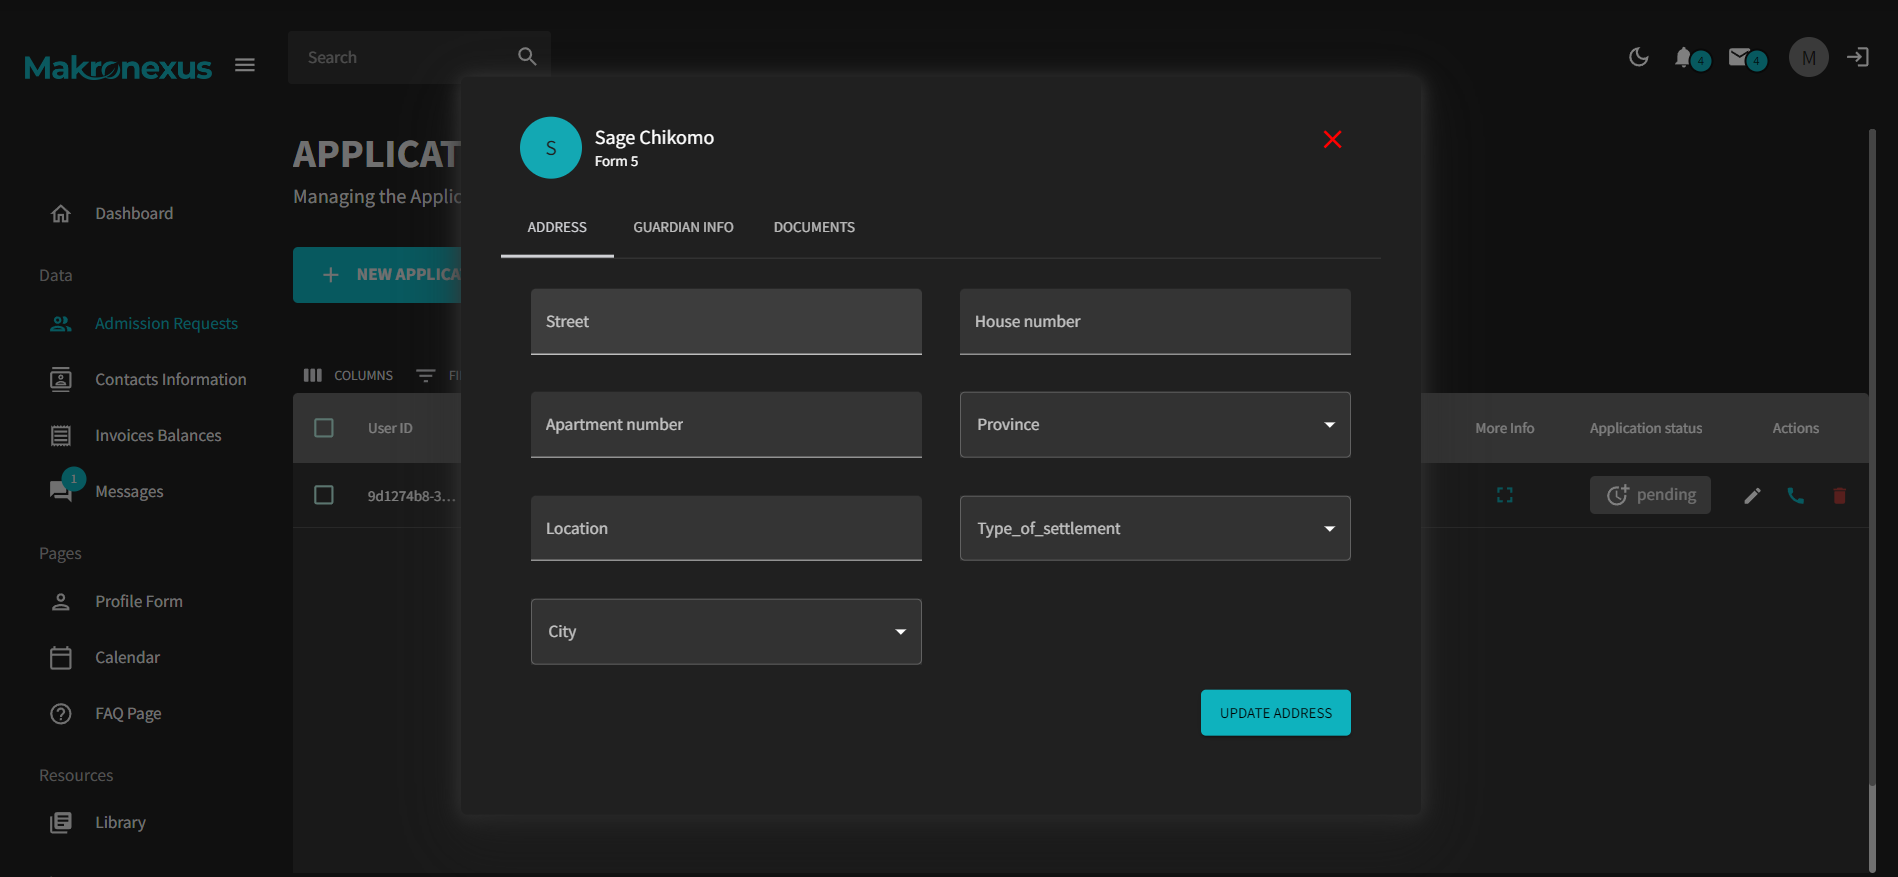 Makronexus
Search
4
4
M
APPLICAT
Managing the Applic
Dashboard
Data
NEW APPLICA
Admission Requests
Contacts Information
Invoices Balances
1
Messages
Pages
Profile Form
Calendar
FAQ Page
Resources
Library
COLUMNS
FI
User ID
More Info
Application status
Actions
9d1274b8-3...
pending
S
Sage Chikomo
Form 5
ADDRESS
GUARDIAN INFO
DOCUMENTS
Street
House number
Apartment number
Province
Location
Type_of_settlement
City
UPDATE ADDRESS